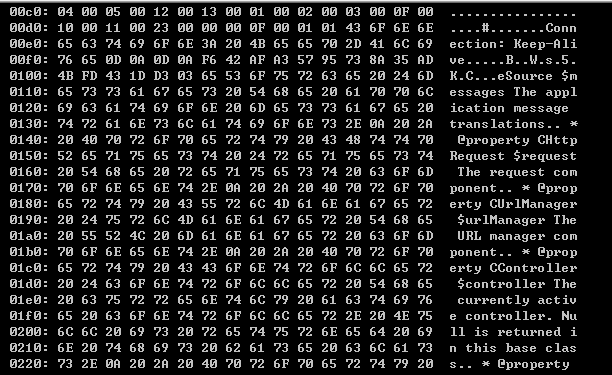 00c0: 04 00 05 00 12 00 13 00 01 00 02 00 03 00 0F 00 ................
00d0: 10 00 11 00 23 00 00 00 0F 00 01 01 43 6F 6E 6E ....#.......Conn
00e0: 65 63 74 69 6F 6E 3A 20 4B 65 65 70 2D 41 6C 69 ection: Keep-Ali
00f0: 76 65 0D 0A 0D 0A F6 42 AF A3 57 95 73 8A 35 AD ve.....B..W.s.5.
0100: 4B FD 43 1D D3 03 65 53 6F 75 72 63 65 20 24 6D K.C...eSource $m
0110: 65 73 73 61 67 65 73 20 54 68 65 20 61 70 70 6C essages The appl
0120: 69 63 61 74 69 6F 6E 20 6D 65 73 73 61 67 65 20 ication message
0130: 74 72 61 6E 73 6C 61 74 69 6F 6E 73 2E 0A 20 2A translations.. *
0140: 20 40 70 72 6F 70 65 72 74 79 20 43 48 74 74 70 @property CHttp
0150: 52 65 71 75 65 73 74 20 24 72 65 71 75 65 73 74 Request $request
0160: 20 54 68 65 20 72 65 71 75 65 73 74 20 63 6F 6D The request com
0170: 70 6F 6E 65 6E 74 2E 0A 20 2A 20 40 70 72 6F 70 ponent.. * @prop
0180: 65 72 74 79 20 43 55 72 6C 4D 61 6E 61 67 65 72 erty CUrlManager
0190: 20 24 75 72 6C 4D 61 6E 61 67 65 72 20 54 68 65 $urlManager The
01a0: 20 55 52 4C 20 6D 61 6E 61 67 65 72 20 63 6F 6D URL manager com
01b0: 70 6F 6E 65 6E 74 2E 0A 20 2A 20 40 70 72 6F 70 ponent.. * @prop
01c0: 65 72 74 79 20 43 43 6F 6E 74 72 6F 6C 6C 65 72 erty CController
01d0: 20 24 63 6F 6E 74 72 6F 6C 6C 65 72 20 54 68 65 $controller The
01e0: 20 63 75 72 72 65 6E 74 6C 79 20 61 63 74 69 76 currently activ
01f0: 65 20 63 6F 6E 74 72 6F 6C 6C 65 72 2E 20 4E 75 e controller. Nu
0200: 6C 6C 20 69 73 20 72 65 74 75 72 6E 65 64 20 69 ll is returned i
0210: 6E 20 74 68 69 73 20 62 61 73 65 20 63 6C 61 73 n this base clas
0220: 73 2E 0A 20 2A 20 40 70 72 6F 70 65 72 74 79 20 s.. * @property